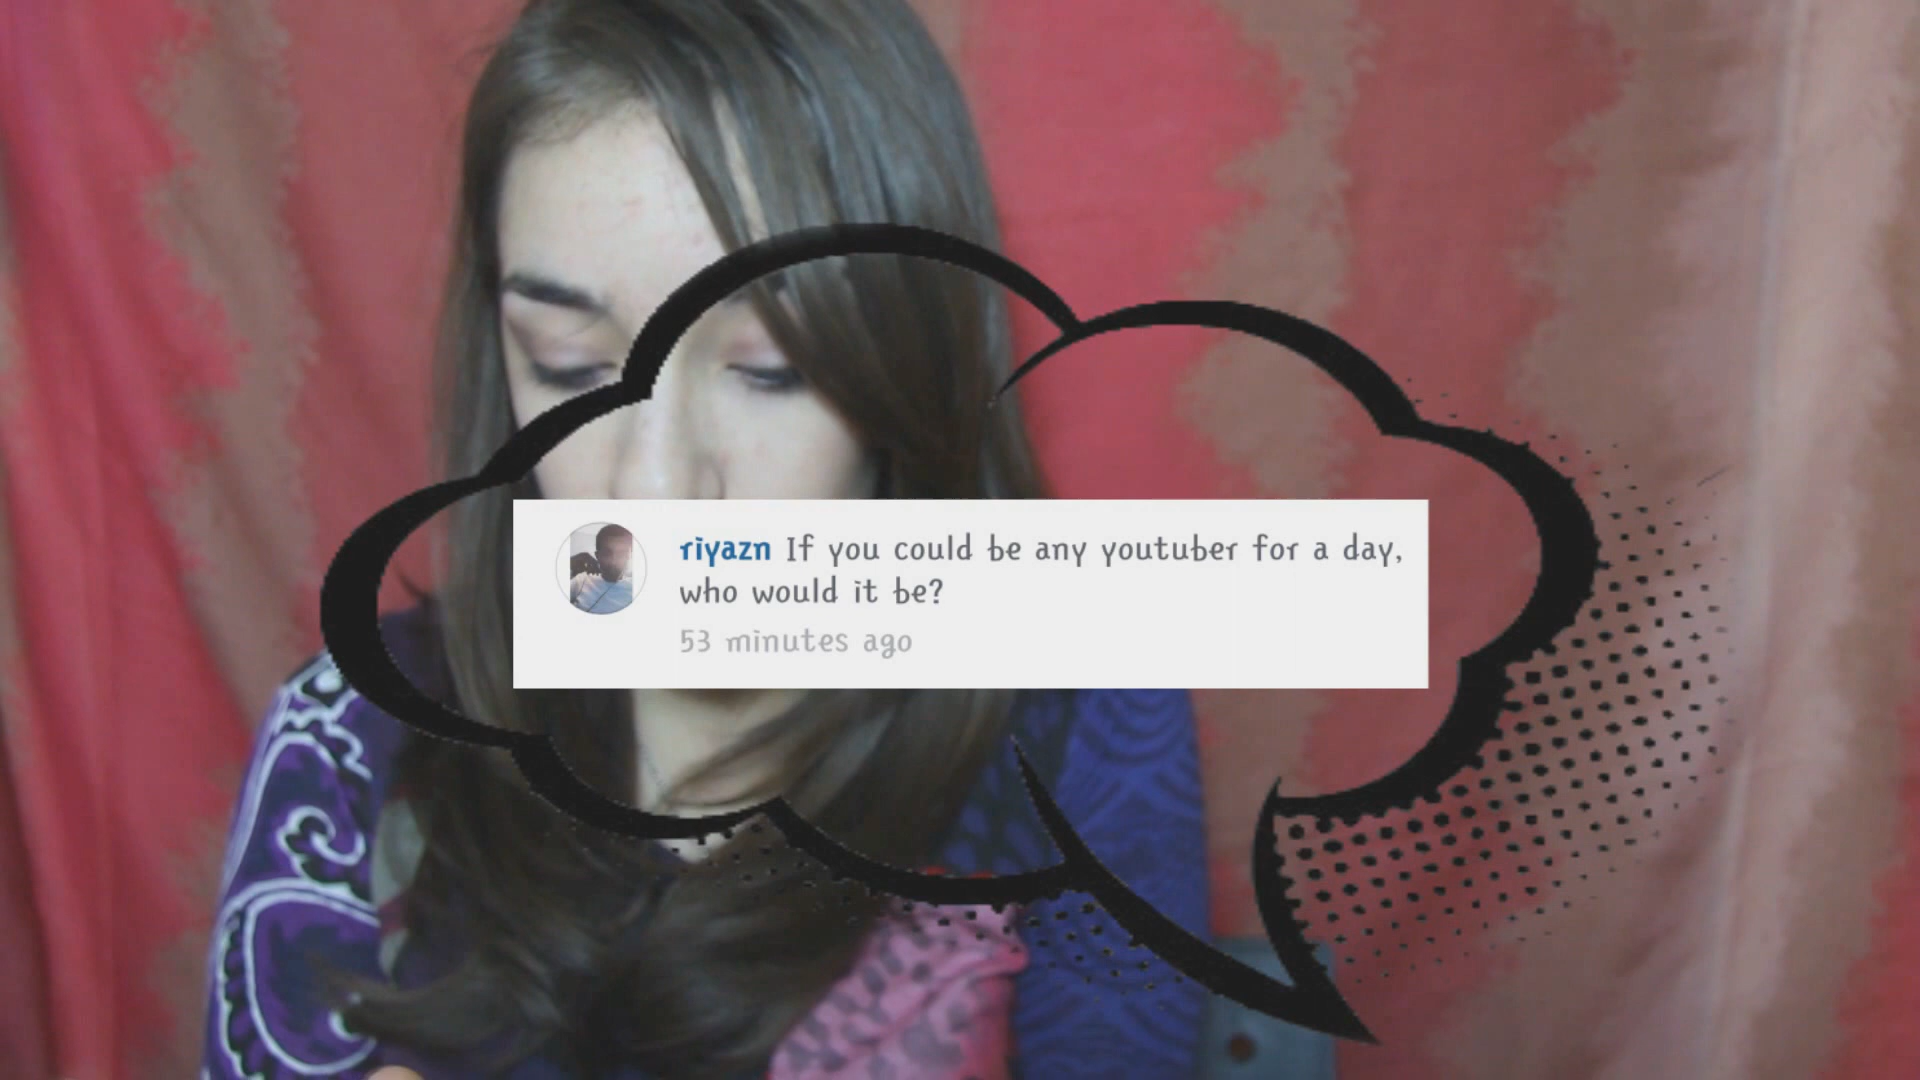 riyazn If you could be any youtuber for a day,
who would it be?
53 minutes ago